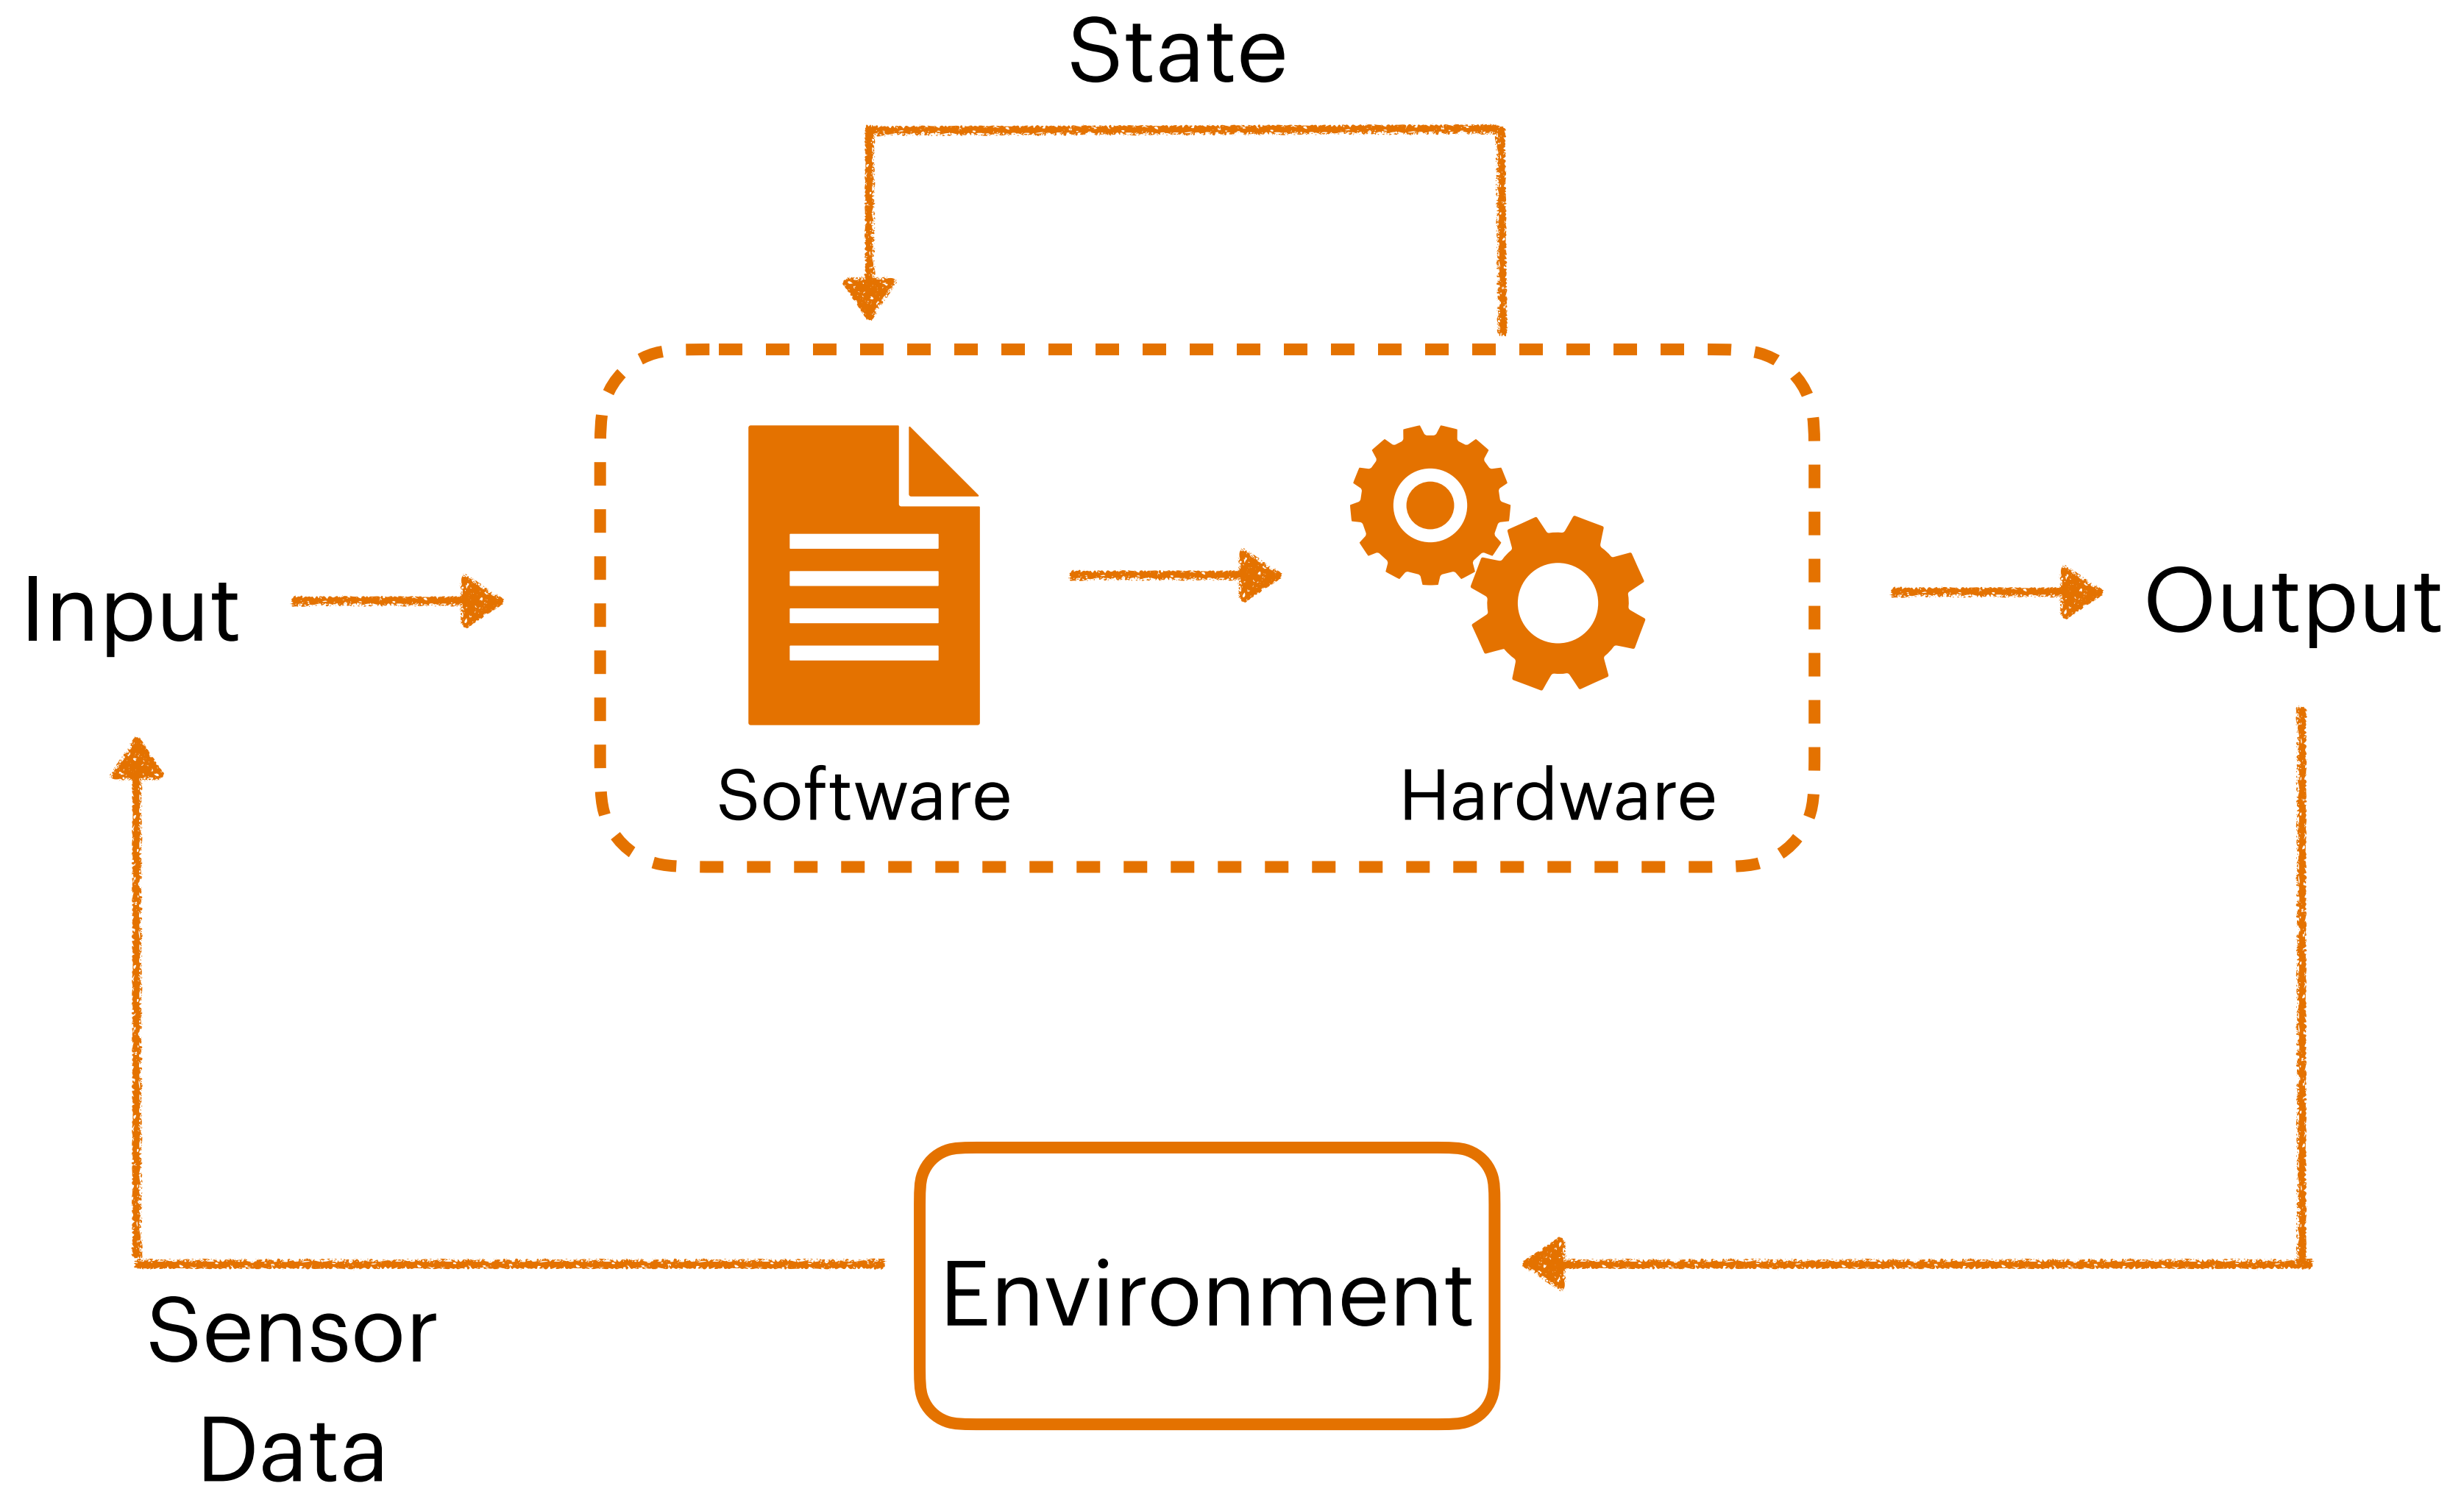 State
Input
Output
Software
Hardware
Environment
Sensor
Data